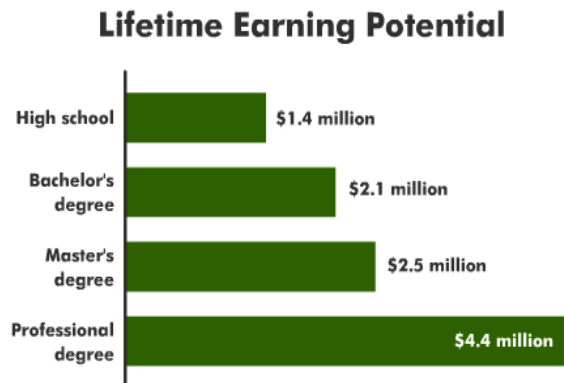 Lifetime Earning Potential
High school
$1.4 million
Bachelor's
degree
$2.1 million
Master's
degree
$2.5 million
Professional
degree
$4.4 million